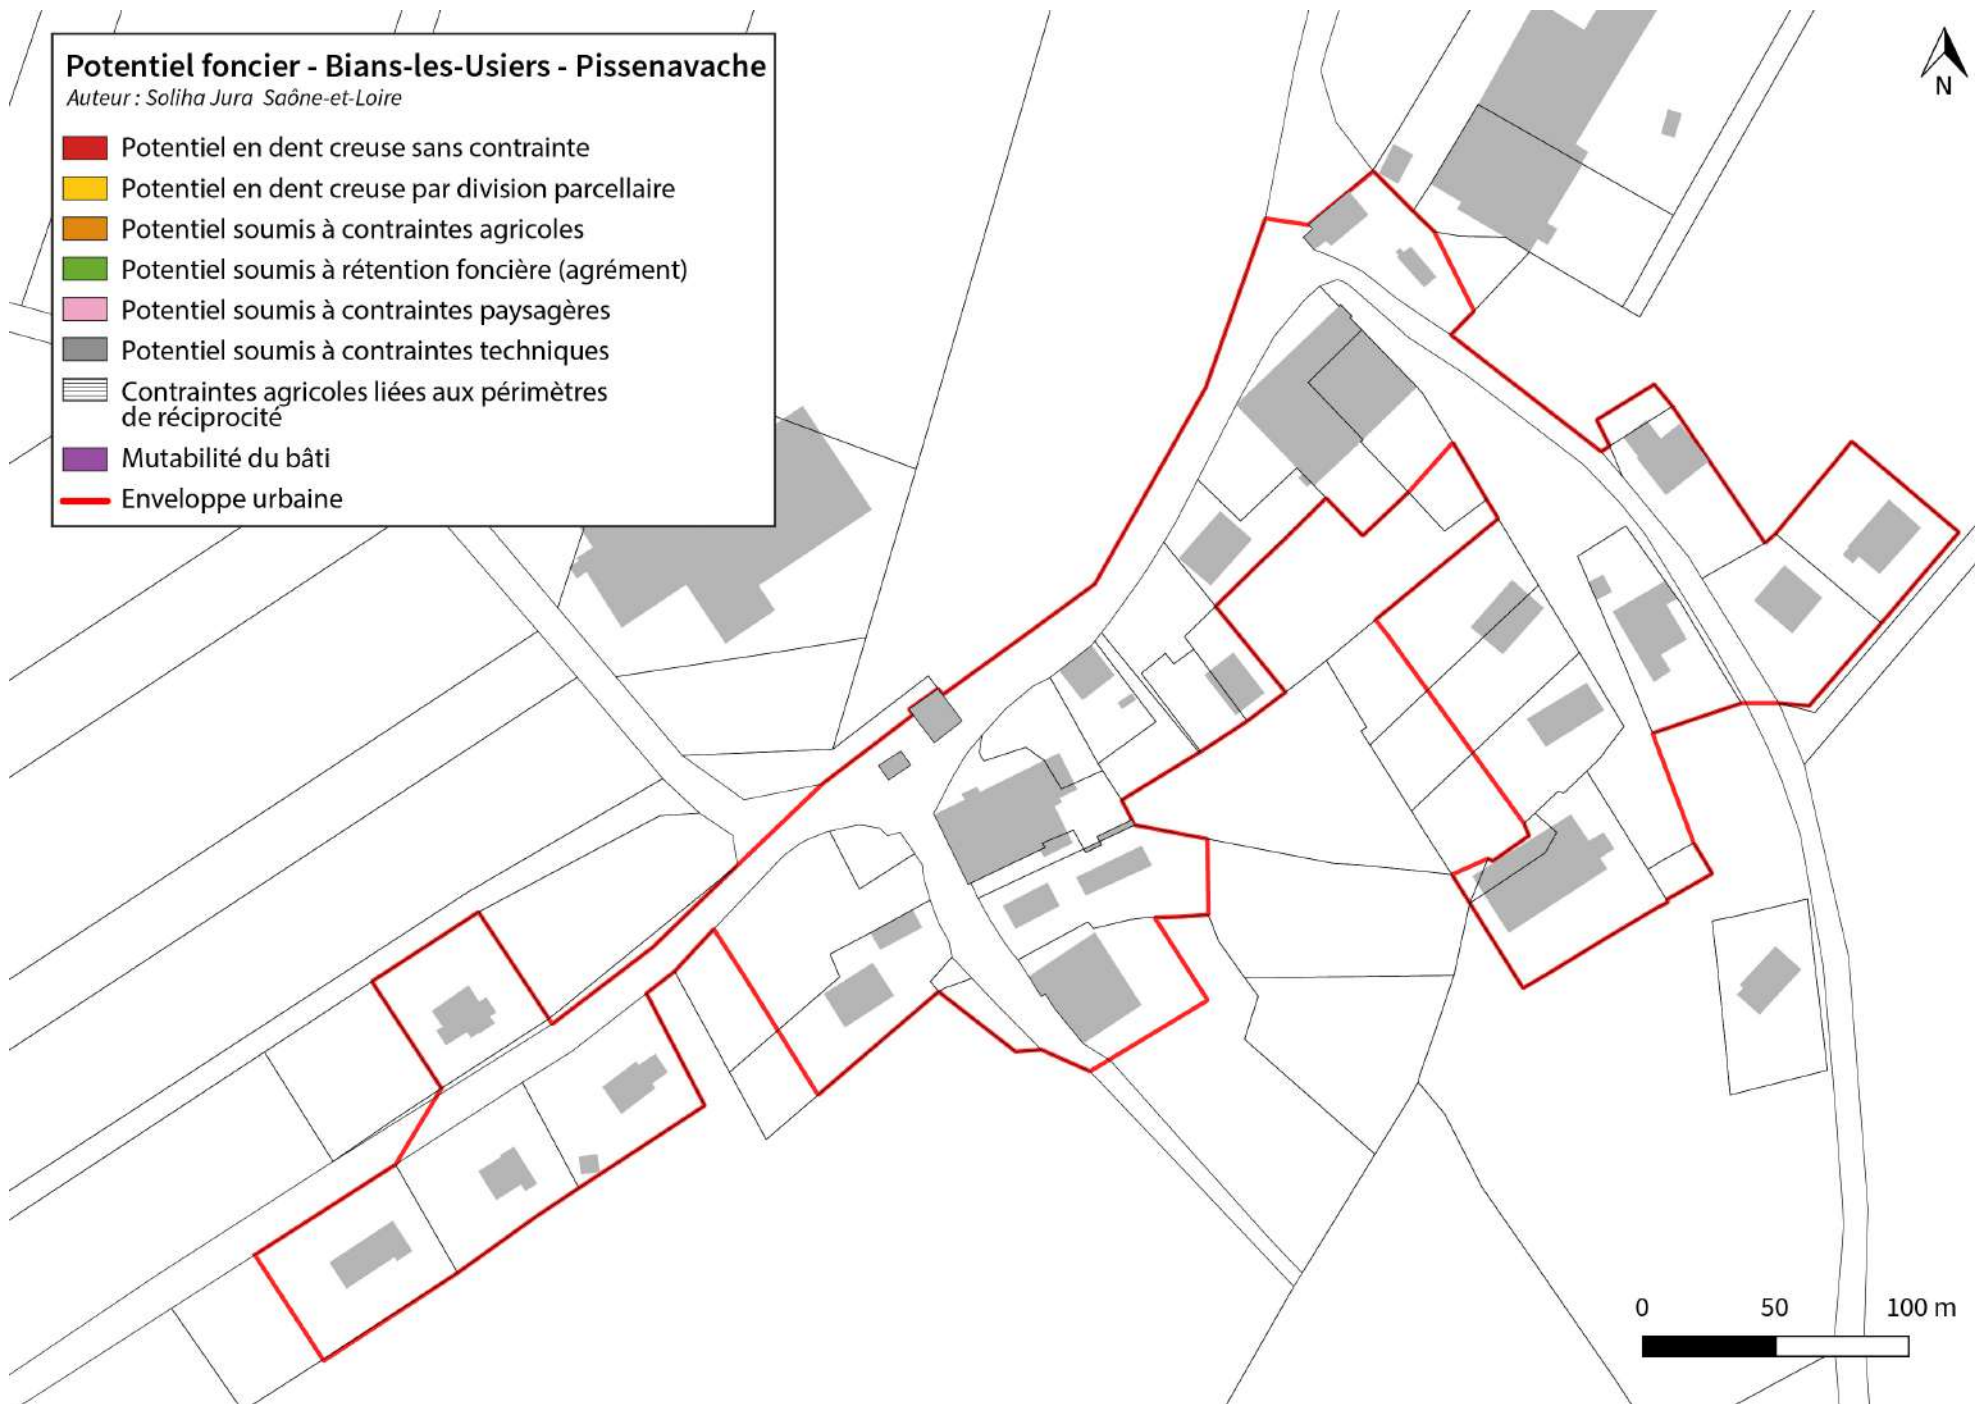 Potentiel foncier - Bians-les-Usiers - Pissenavache
Auteur : Soliha Jura Saône-et-Loire
Potentiel en dent creuse sans contrainte
Potentiel en dent creuse par division parcellaire
Potentiel soumis à contraintes agricoles
Potentiel soumis à rétention foncière (agrément)
Potentiel soumis à contraintes paysagères
Potentiel soumis à contraintes techniques
Contraintes agricoles liées aux périmètres
de réciprocité
Mutabilité du bâti
Enveloppe urbaine
N
0 50 100 m